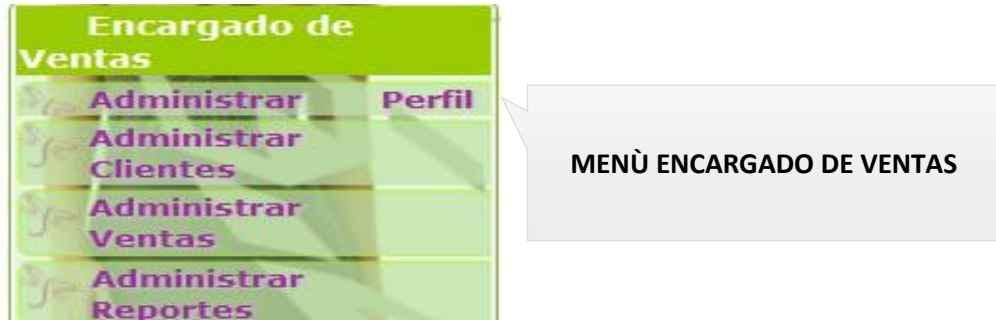 Encargado de
Ventas
Administrar Perfil
Administrar
Clientes
Administrar
Ventas
Administrar
Reportes
MENÙ ENCARGADO DE VENTAS